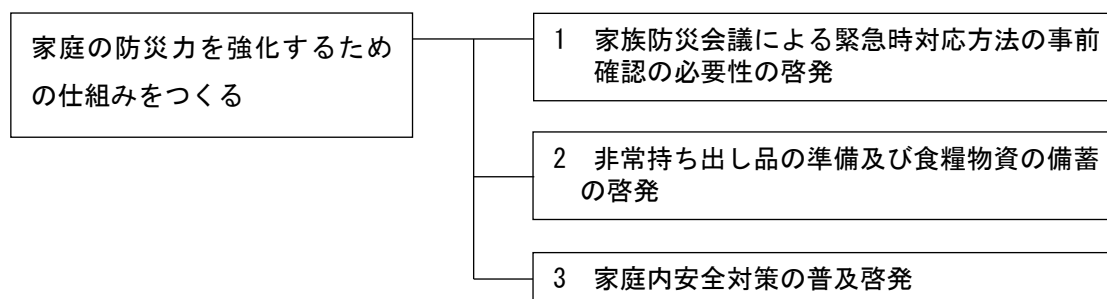 家庭の防災力を強化するため
の仕組みをつくる
1　家族防災会議による緊急時対応方法の事前
確認の必要性の啓発
2　非常持ち出し品の準備及び食糧物資の備蓄
の啓発
3　家庭内安全対策の普及啓発